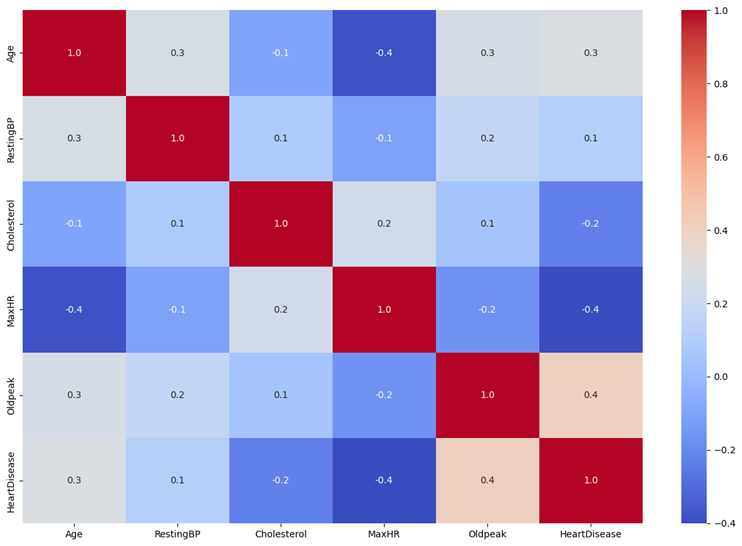 Age 1.0 0.3 -0.1 -0.4 0.3 0.3
RestingBP 0.3 1.0 0.1 -0.1 0.2 0.1
Cholesterol -0.1 0.1 1.0 0.2 0.1 -0.2
MaxHR -0.4 -0.1 0.2 1.0 -0.2 -0.4
Oldpeak 0.3 0.2 0.1 -0.2 1.0 0.4
HeartDisease 0.3 0.1 -0.2 -0.4 0.4 1.0
Age RestingBP Cholesterol MaxHR Oldpeak HeartDisease
1.0
0.8
0.6
0.4
0.2
0.0
−0.2
−0.4